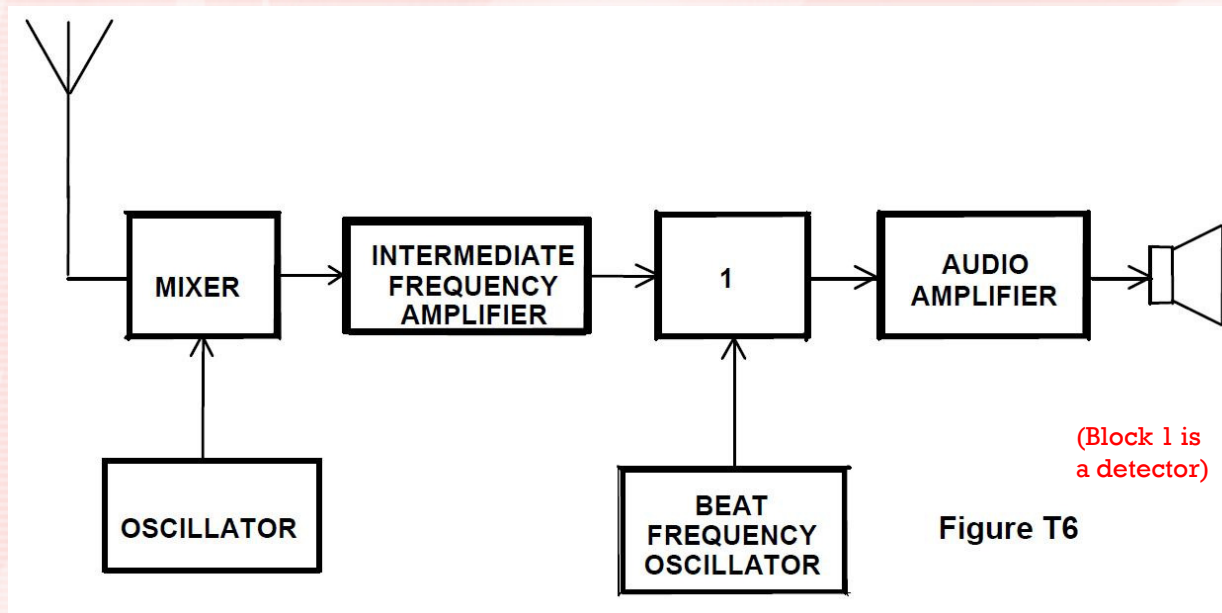 MIXER
INTERMEDIATE
FREQUENCY
AMPLIFIER
1
AUDIO
AMPLIFIER
OSCILLATOR
BEAT
FREQUENCY
OSCILLATOR
(Block 1 is
a detector)
Figure T6